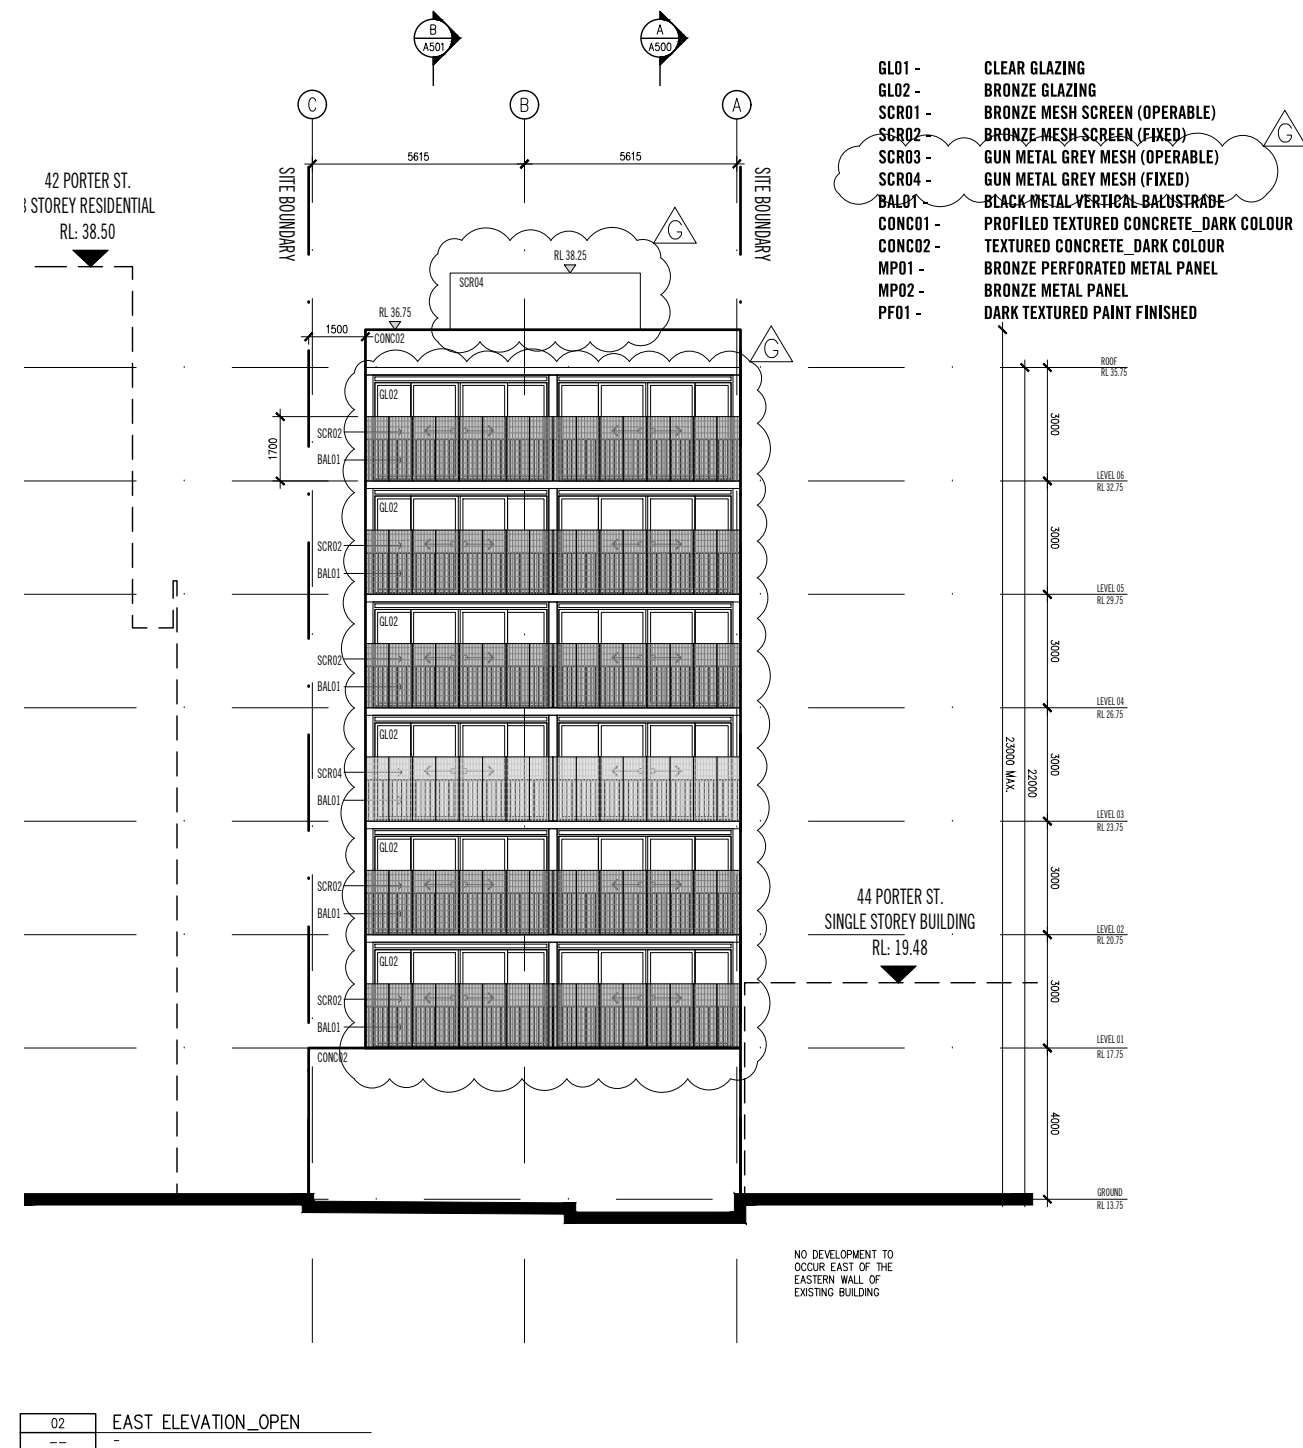 B
A501
A
A500
GL01 - CLEAR GLAZING
GL02 - BRONZE GLAZING
SCR01 - BRONZE MESH SCREEN (OPERABLE)
SCR02 - BRONZE MESH SCREEN (FIXED)
SCR03 - GUN METAL GREY MESH (OPERABLE)
SCR04 - GUN METAL GREY MESH (FIXED)
BAL01 - BLACK METAL VERTICAL BALUSTRADE
CONC01 - PROFILED TEXTURED CONCRETE_DARK COLOUR
CONC02 - TEXTURED CONCRETE_DARK COLOUR
MP01 - BRONZE PERFORATED METAL PANEL
MP02 - BRONZE METAL PANEL
PF01 - DARK TEXTURED PAINT FINISHED
G
C
B
A
5615
5615
SITE BOUNDARY
SITE BOUNDARY
42 PORTER ST.
STOREY RESIDENTIAL
RL: 38.50
G
RL 38.25
SCR04
RL 36.75
1500
CONC02
G
ROOF
RL 35.75
GL02
SCR02
BAL01
1700
3000
LEVEL 06
RL 32.75
GL02
SCR02
BAL01
3000
LEVEL 05
RL 29.75
GL02
SCR02
BAL01
3000
LEVEL 04
RL 26.75
GL02
SCR04
BAL01
3000
23000 MAX.
22000
LEVEL 03
RL 23.75
GL02
SCR02
BAL01
3000
44 PORTER ST.
SINGLE STOREY BUILDING
RL: 19.48
LEVEL 02
RL 20.75
GL02
SCR02
BAL01
3000
LEVEL 01
RL 17.75
CONC02
4000
GROUND
RL 13.75
NO DEVELOPMENT TO
OCCUR EAST OF THE
EASTERN WALL OF
EXISTING BUILDING
02 EAST ELEVATION_OPEN
-- -